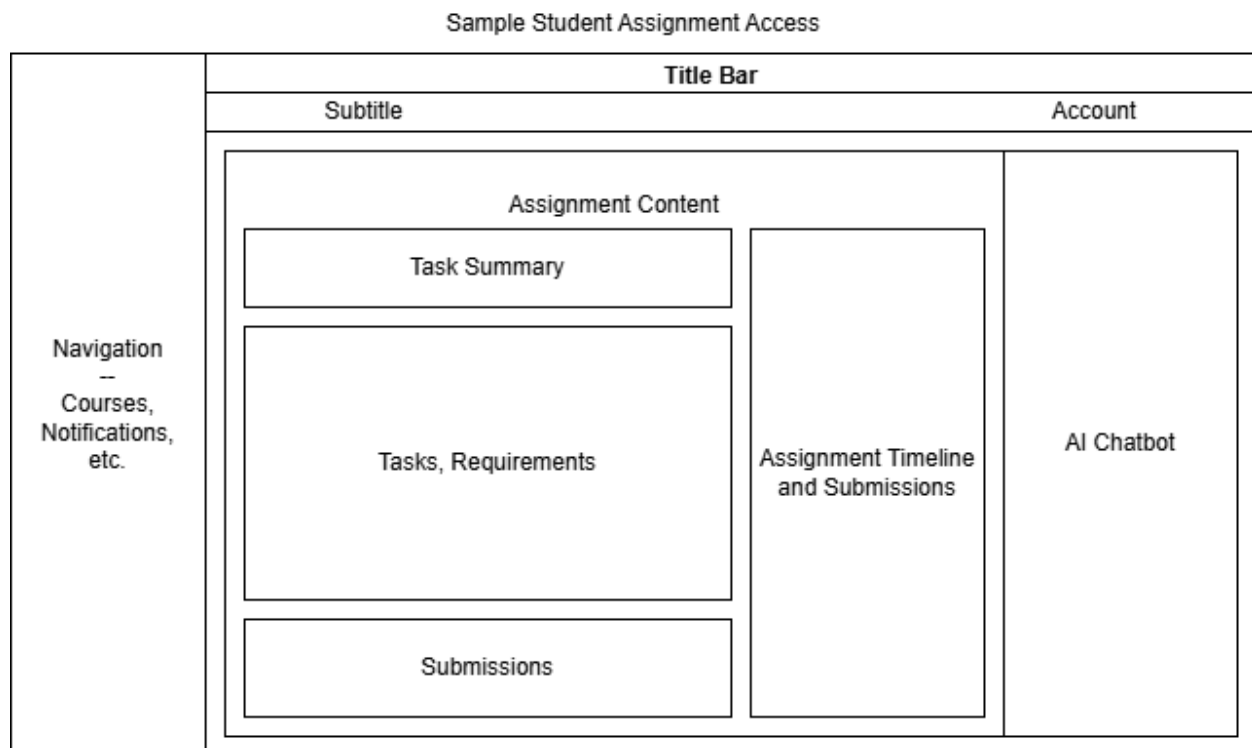 Sample Student Assignment Access
Title Bar
Subtitle
Account
Navigation
--
Courses,
Notifications,
etc.
Assignment Content
Task Summary
Tasks, Requirements
Submissions
Assignment Timeline
and Submissions
AI Chatbot